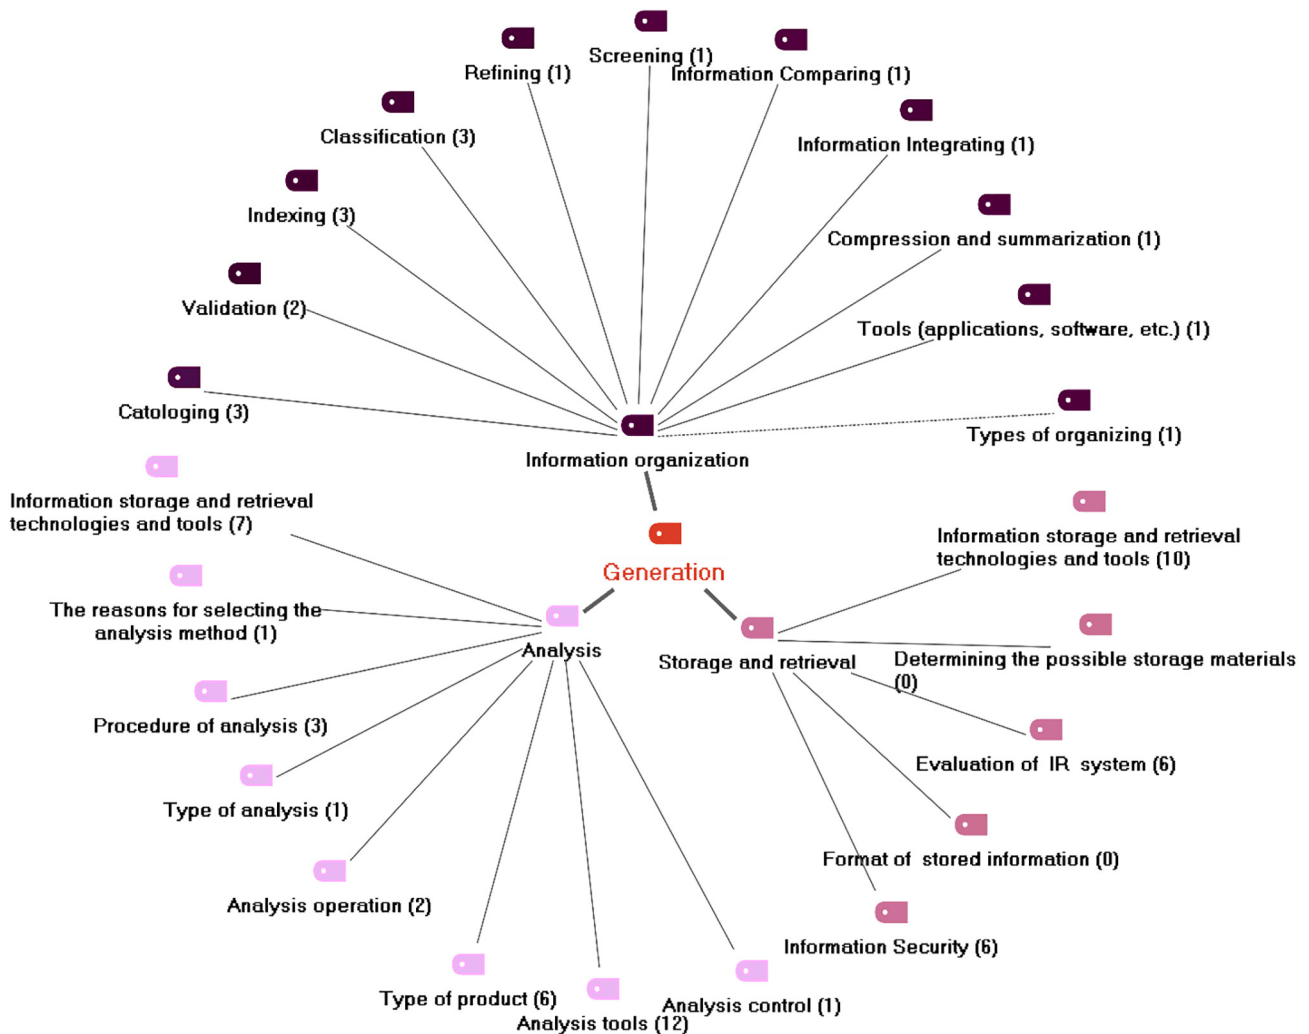 Screening (1)
Refining (1)
Information Comparing (1)
Classification (3)
Information Integrating (1)
Indexing (3)
Compression and summarization (1)
Validation (2)
Tools (applications, software, etc.) (1)
Catologing (3)
Types of organizing (1)
Information organization
Information storage and retrieval
technologies and tools (7)
Information storage and retrieval
technologies and tools (10)
Generation
The reasons for selecting the
analysis method (1)
Analysis
Storage and retrieval
Determining the possible storage materials
(0)
Procedure of analysis (3)
Evaluation of IR system (6)
Type of analysis (1)
Format of stored information (0)
Analysis operation (2)
Information Security (6)
Type of product (6)
Analysis control (1)
Analysis tools (12)